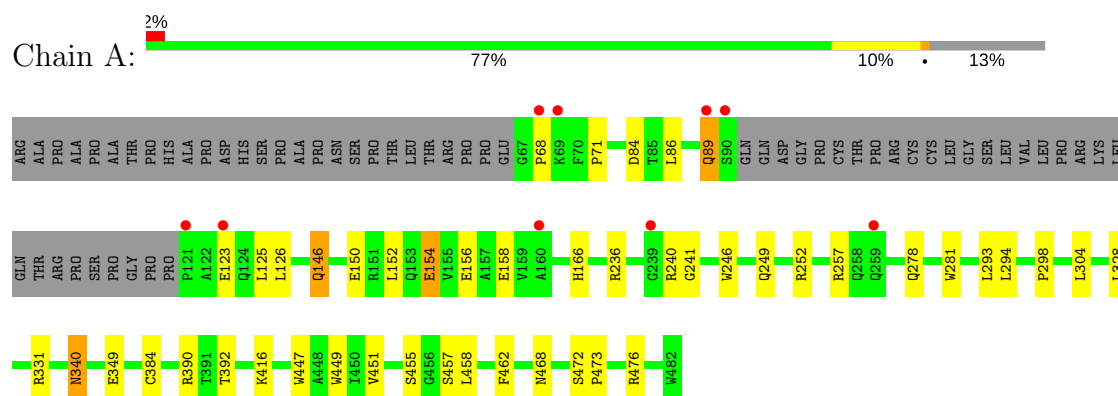 2%
Chain A:
77% 10% • 13%
ARG ALA PRO ALA PRO ALA THR PRO HIS ALA PRO ASP HIS SER PRO ALA PRO ASN SER PRO THR LEU THR ARG PRO PRO GLU G67 P68 K69 F70 P71 D84 T85 L86 Q89 S90 GLN GLN ASP GLY PRO CYS THR PRO ARG CYS CYS LEU GLY SER LEU VAL LEU PRO ARG LYS
GLN THR ARG PRO SER PRO GLY PRO PRO P121 A122 E123 Q124 L125 L126 Q146 E150 R151 L152 Q153 E154 V155 E156 A157 E158 V159 A160 H166 R236 G239 R240 G241 W246 Q249 R252 R257 Q258 Q259 Q278 W281 L293 L294 P298 L304
R331 N340 E349 C384 R390 T391 T392 K416 W447 A448 W449 I450 V451 S455 G456 S457 L458 F462 N468 S472 P473 R476 W482